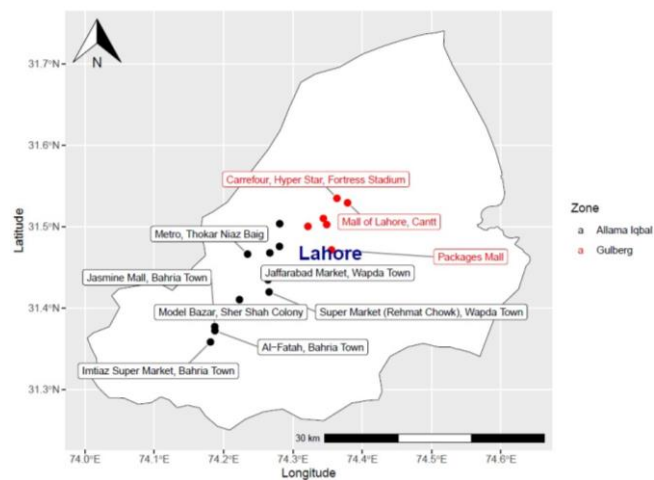 31.7°N
31.6°N
31.5°N
31.4°N
31.3°N
Latitude
N
Carrefour, Hyper Star, Fortress Stadium
Mall of Lahore, Cantt
Metro, Thokar Niaz Baig
Lahore
Packages Mall
Jasmine Mall, Bahria Town
Jaffarabad Market, Wapda Town
Model Bazar, Sher Shah Colony
Super Market (Rehmat Chowk), Wapda Town
Al-Fatah, Bahria Town
Imtiaz Super Market, Bahria Town
30 km
74.0°E 74.1°E 74.2°E 74.3°E 74.4°E 74.5°E 74.6°E
Longitude
Zone
a Allama Iqbal
a Gulberg